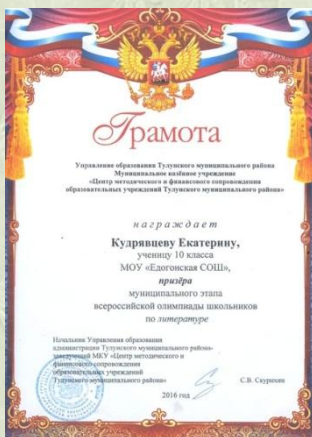 Грамота
Управление образования Тулунского муниципального района
Муниципальное казённое учреждение
«Центр методического и финансового сопровождения
образовательных учреждений Тулунского муниципального района»
награждает
Кудрявцеву Екатерину,
ученицу 10 класса
МОУ «Едогонская СОШ»,
призёра
муниципального этапа
всероссийской олимпиады школьников
по литературе
Начальник Управления образования
администрации Тулунского муниципального района-
заведующий МКУ «Центр методического и
финансового сопровождения
образовательных учреждений
Тулунского муниципального района»
С.В. Скурихин
2016 год